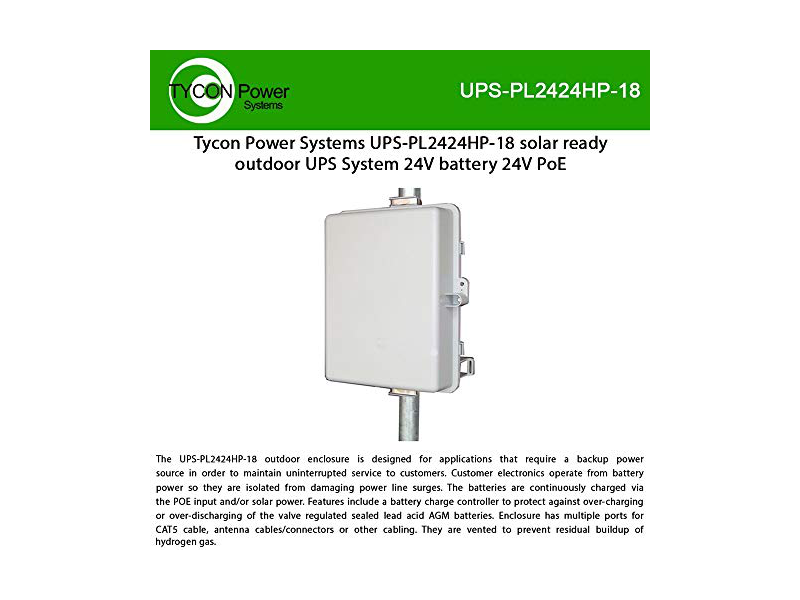 TYCON Power
Systems
UPS-PL2424HP-18
Tycon Power Systems UPS-PL2424HP-18 solar ready
outdoor UPS System 24V battery 24V PoE
The UPS-PL2424HP-18 outdoor enclosure is designed for applications that require a backup power
source in order to maintain uninterrupted service to customers. Customer electronics operate from battery
power so they are isolated from damaging power line surges. The batteries are continuously charged via
the POE input and/or solar power. Features include a battery charge controller to protect against over-charging
or over-discharging of the valve regulated sealed lead acid AGM batteries. Enclosure has multiple ports for
CAT5 cable, antenna cables/connectors or other cabling. They are vented to prevent residual buildup of
hydrogen gas.